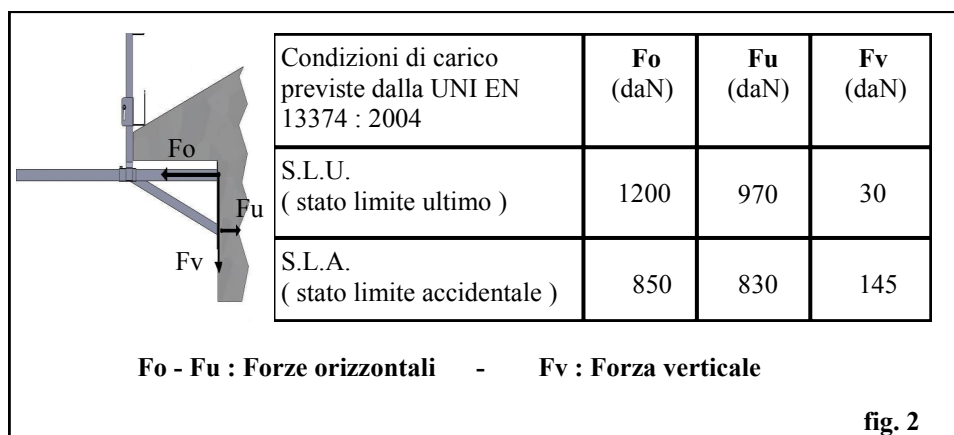 Fo
Fu
Fv
Condizioni di carico
previste dalla UNI EN
13374 : 2004
Fo
(daN)
Fu
(daN)
Fv
(daN)
S.L.U.
( stato limite ultimo )
1200
970
30
S.L.A.
( stato limite accidentale )
850
830
145
Fo - Fu : Forze orizzontali - Fv : Forza verticale
fig. 2